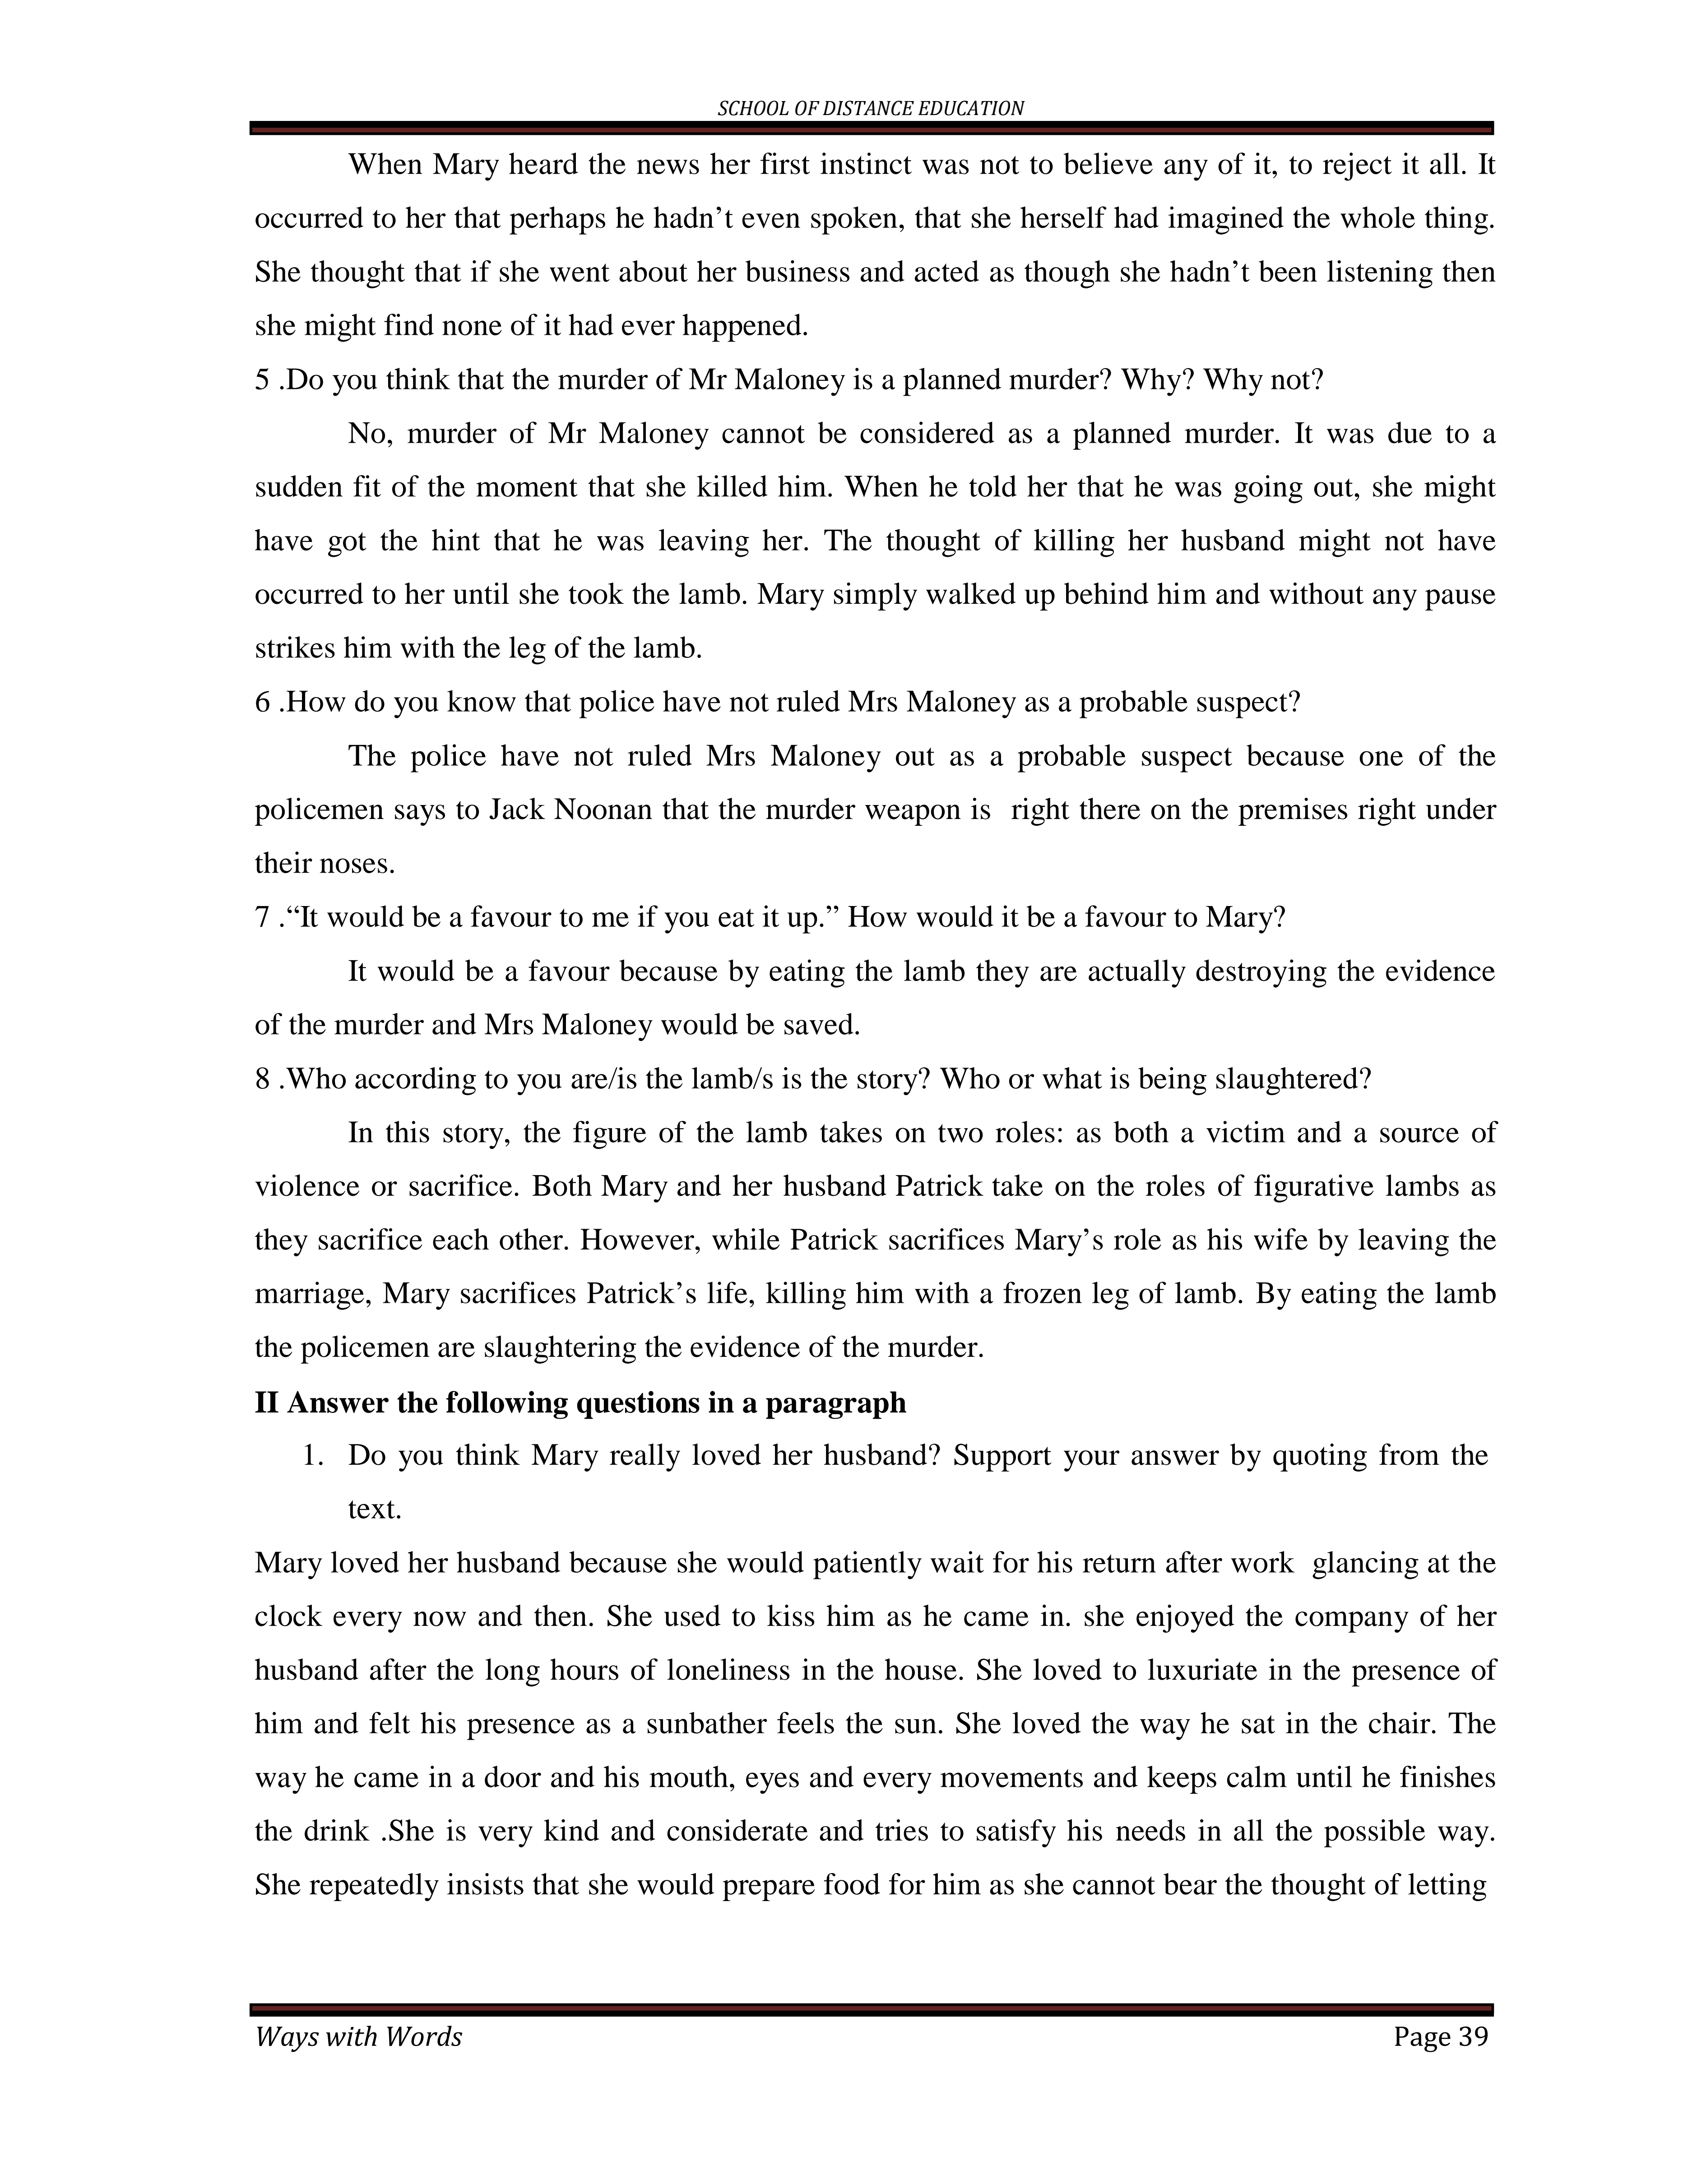 SCHOOL OF DISTANCE EDUCATION
When Mary heard the news her first instinct was not to believe any of it, to reject it all. It
occurred to her that perhaps he hadn’t even spoken, that she herself had imagined the whole thing.
She thought that if she went about her business and acted as though she hadn’t been listening then
she might find none of it had ever happened.
5 .Do you think that the murder of Mr Maloney is a planned murder? Why? Why not?
No, murder of Mr Maloney cannot be considered as a planned murder. It was due to a
sudden fit of the moment that she killed him. When he told her that he was going out, she might
have got the hint that he was leaving her. The thought of killing her husband might not have
occurred to her until she took the lamb. Mary simply walked up behind him and without any pause
strikes him with the leg of the lamb.
6 .How do you know that police have not ruled Mrs Maloney as a probable suspect?
The police have not ruled Mrs Maloney out as a probable suspect because one of the
policemen says to Jack Noonan that the murder weapon is right there on the premises right under
their noses.
7 .“It would be a favour to me if you eat it up.” How would it be a favour to Mary?
It would be a favour because by eating the lamb they are actually destroying the evidence
of the murder and Mrs Maloney would be saved.
8 .Who according to you are/is the lamb/s is the story? Who or what is being slaughtered?
In this story, the figure of the lamb takes on two roles: as both a victim and a source of
violence or sacrifice. Both Mary and her husband Patrick take on the roles of figurative lambs as
they sacrifice each other. However, while Patrick sacrifices Mary’s role as his wife by leaving the
marriage, Mary sacrifices Patrick’s life, killing him with a frozen leg of lamb. By eating the lamb
the policemen are slaughtering the evidence of the murder.
II Answer the following questions in a paragraph
1. Do you think Mary really loved her husband? Support your answer by quoting from the
text.
Mary loved her husband because she would patiently wait for his return after work glancing at the
clock every now and then. She used to kiss him as he came in. she enjoyed the company of her
husband after the long hours of loneliness in the house. She loved to luxuriate in the presence of
him and felt his presence as a sunbather feels the sun. She loved the way he sat in the chair. The
way he came in a door and his mouth, eyes and every movements and keeps calm until he finishes
the drink .She is very kind and considerate and tries to satisfy his needs in all the possible way.
She repeatedly insists that she would prepare food for him as she cannot bear the thought of letting
Ways with Words Page 39